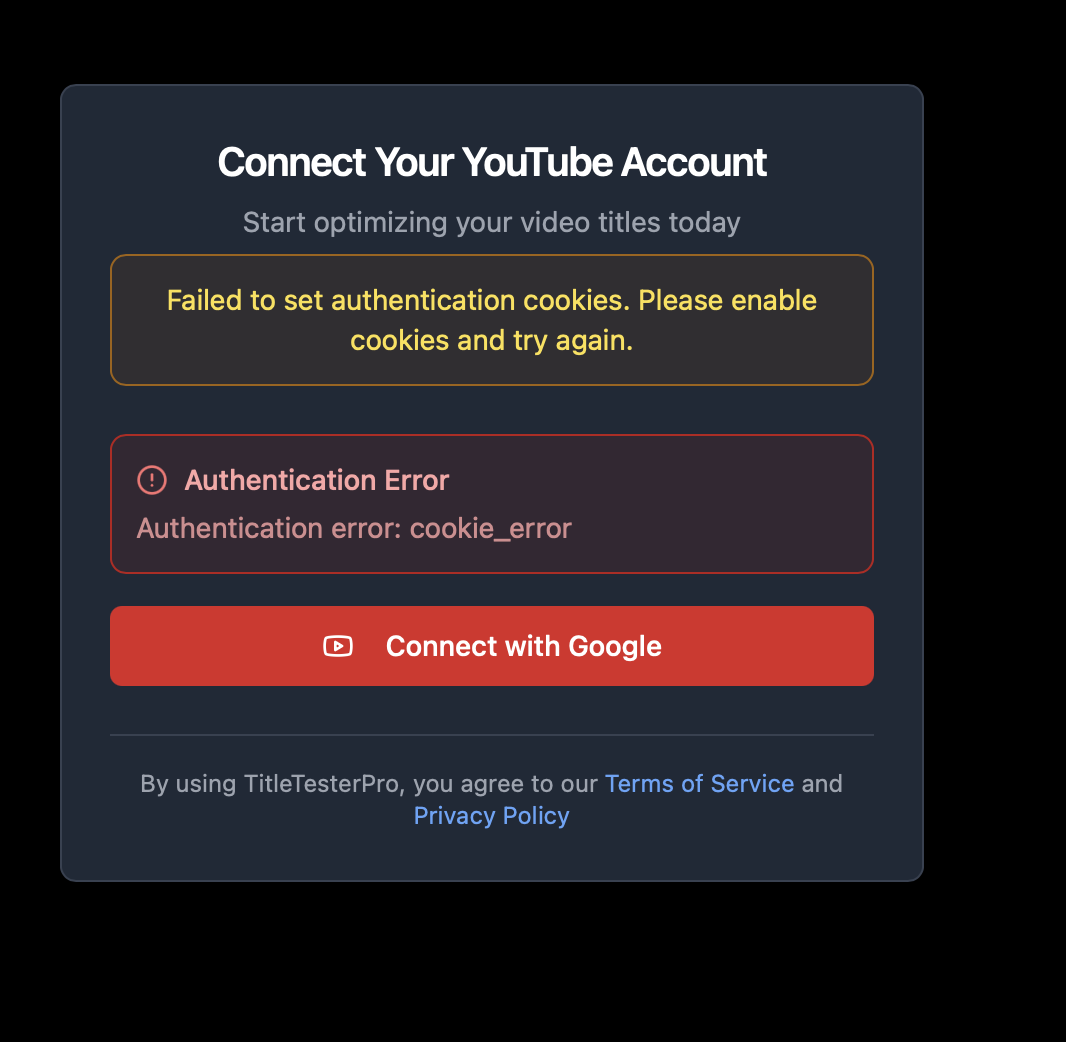 Connect Your YouTube Account
Start optimizing your video titles today
Failed to set authentication cookies. Please enable
cookies and try again.
Authentication Error
Authentication error: cookie_error
Connect with Google
By using TitleTesterPro, you agree to our Terms of Service and
Privacy Policy